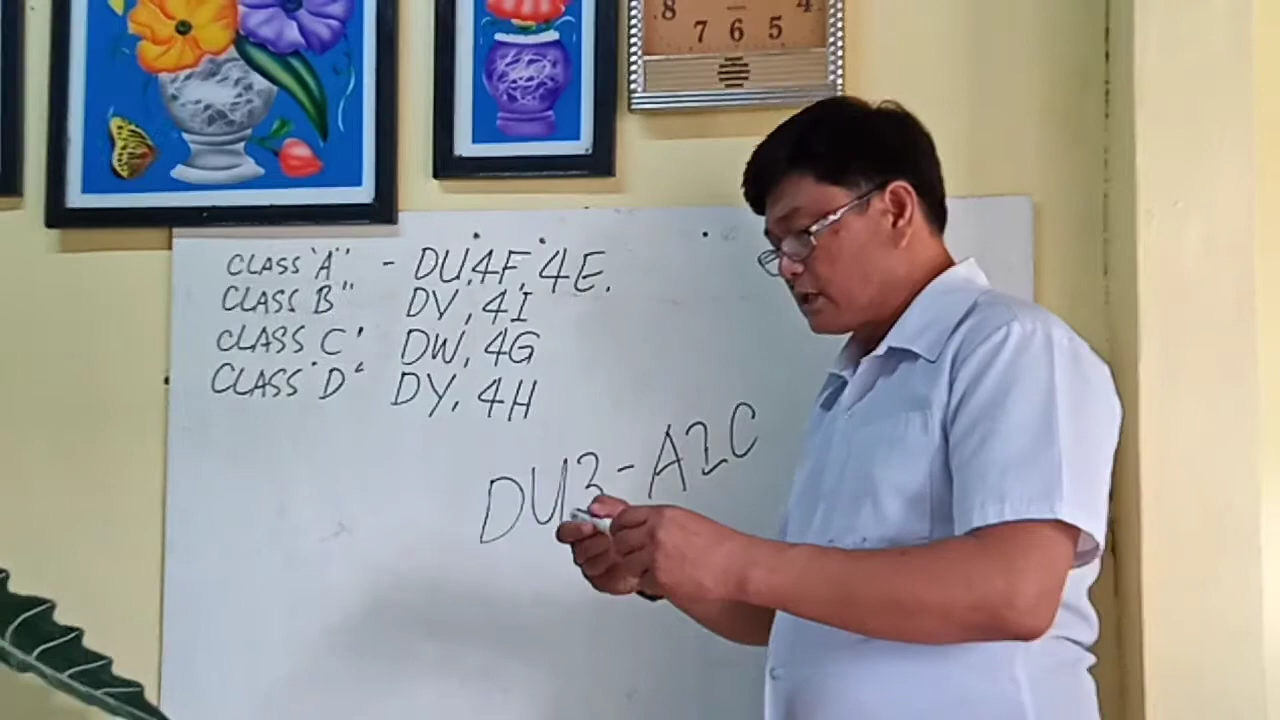 8 7 6 5 4
CLASS "A" - DU, 4F, 4E.
CLASS B" DV, 4I
CLASS C' DW, 4G
CLASS "D" DY, 4H
DU3-A2C